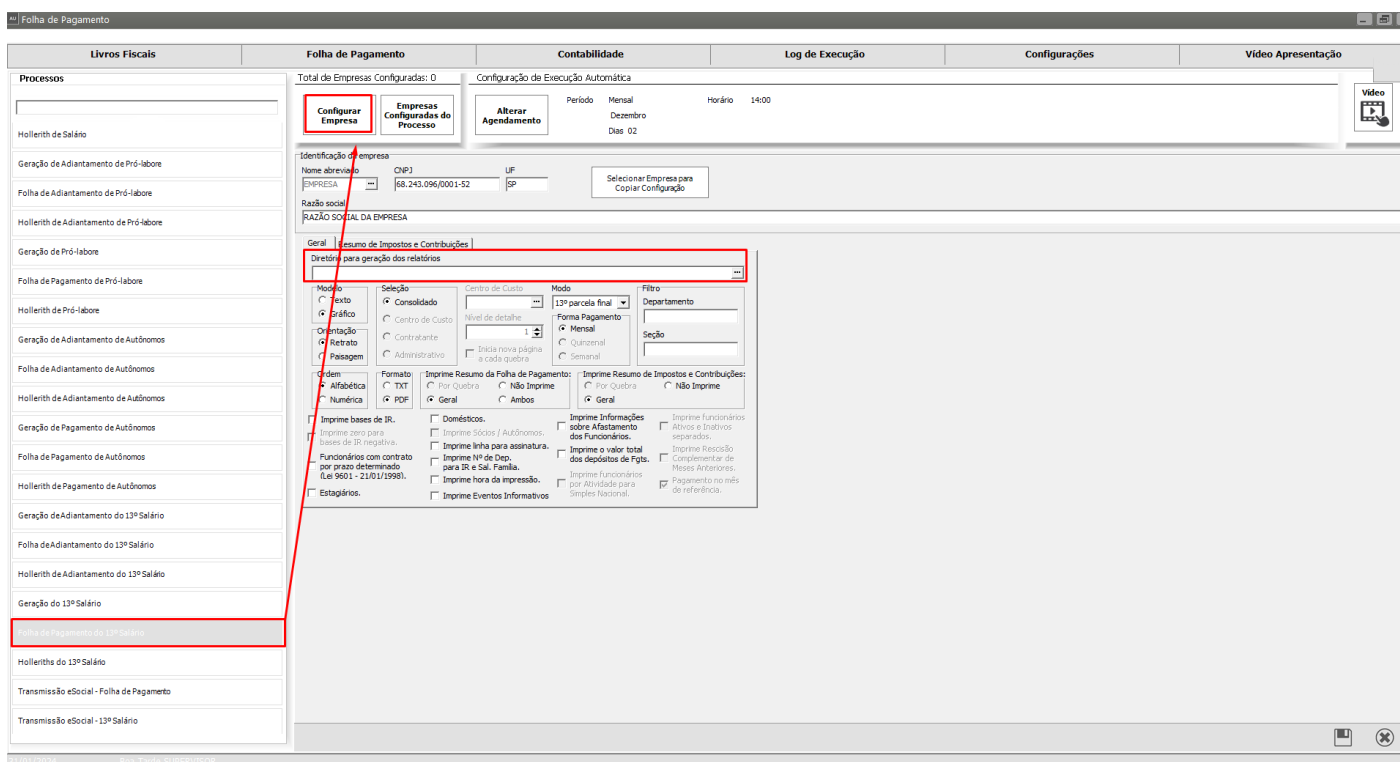 AU Folha de Pagamento
Livros Fiscais
Folha de Pagamento
Contabilidade
Log de Execução
Configurações
Vídeo Apresentação
Processos
Hollerith de Salário
Geração de Adiantamento de Pró-labore
Folha de Adiantamento de Pró-labore
Hollerith de Adiantamento de Pró-labore
Geração de Pró-labore
Folha de Pagamento de Pró-labore
Hollerith de Pró-labore
Geração de Adiantamento de Autônomos
Folha de Adiantamento de Autônomos
Hollerith de Adiantamento de Autônomos
Geração de Pagamento de Autônomos
Folha de Pagamento de Autônomos
Hollerith de Pagamento de Autônomos
Geração de Adiantamento do 13º Salário
Folha de Adiantamento do 13º Salário
Hollerith de Adiantamento do 13º Salário
Geração do 13º Salário
Folha de Pagamento do 13º Salário
Holleriths do 13º Salário
Transmissão eSocial - Folha de Pagamento
Transmissão eSocial - 13º Salário
Total de Empresas Configuradas: 0
Configurar
Empresa
Empresas
Configuradas do
Processo
Configuração de Execução Automática
Alterar
Agendamento
Período Mensal Horário 14:00
Dezembro
Dias 02
Vídeo
Identificação da empresa
Nome abreviado CNPJ UF
EMPRESA ... 68.243.096/0001-52 SP
Selecionar Empresa para
Copiar Configuração
Razão social
RAZÃO SOCIAL DA EMPRESA
Geral Resumo de Impostos e Contribuições
Diretório para geração dos relatórios
...
Modelo
Texto
Gráfico
Orientação
Retrato
Paisagem
Seleção
Consolidado
Centro de Custo
Contratante
Administrativo
Centro de Custo
...
Nível de detalhe
1
Inicia nova página
a cada quebra
Modo
13º parcela final
Forma Pagamento
Mensal
Quinzenal
Semanal
Filtro
Departamento
Seção
Ordem
Alfabética
Numérica
Formato
TXT
PDF
Imprime Resumo da Folha de Pagamento:
Por Quebra Não Imprime
Geral Ambos
Imprime Resumo de Impostos e Contribuições:
Por Quebra Não Imprime
Geral
Imprime bases de IR.
Imprime zero para
bases de IR negativa.
Funcionários com contrato
por prazo determinado
(Lei 9601 - 21/01/1998).
Estagiários.
Domésticos.
Imprime Sócios / Autônomos.
Imprime linha para assinatura.
Imprime Nº de Dep.
para IR e Sal. Família.
Imprime hora da impressão.
Imprime Eventos Informativos
Imprime Informações
sobre Afastamento
dos Funcionários.
Imprime o valor total
dos depósitos de Fgts.
Imprime funcionários
por Atividade para
Simples Nacional.
Imprime funcionários
Ativos e Inativos
separados.
Imprime Rescisão
Complementar de
Meses Anteriores.
Pagamento no mês
de referência.